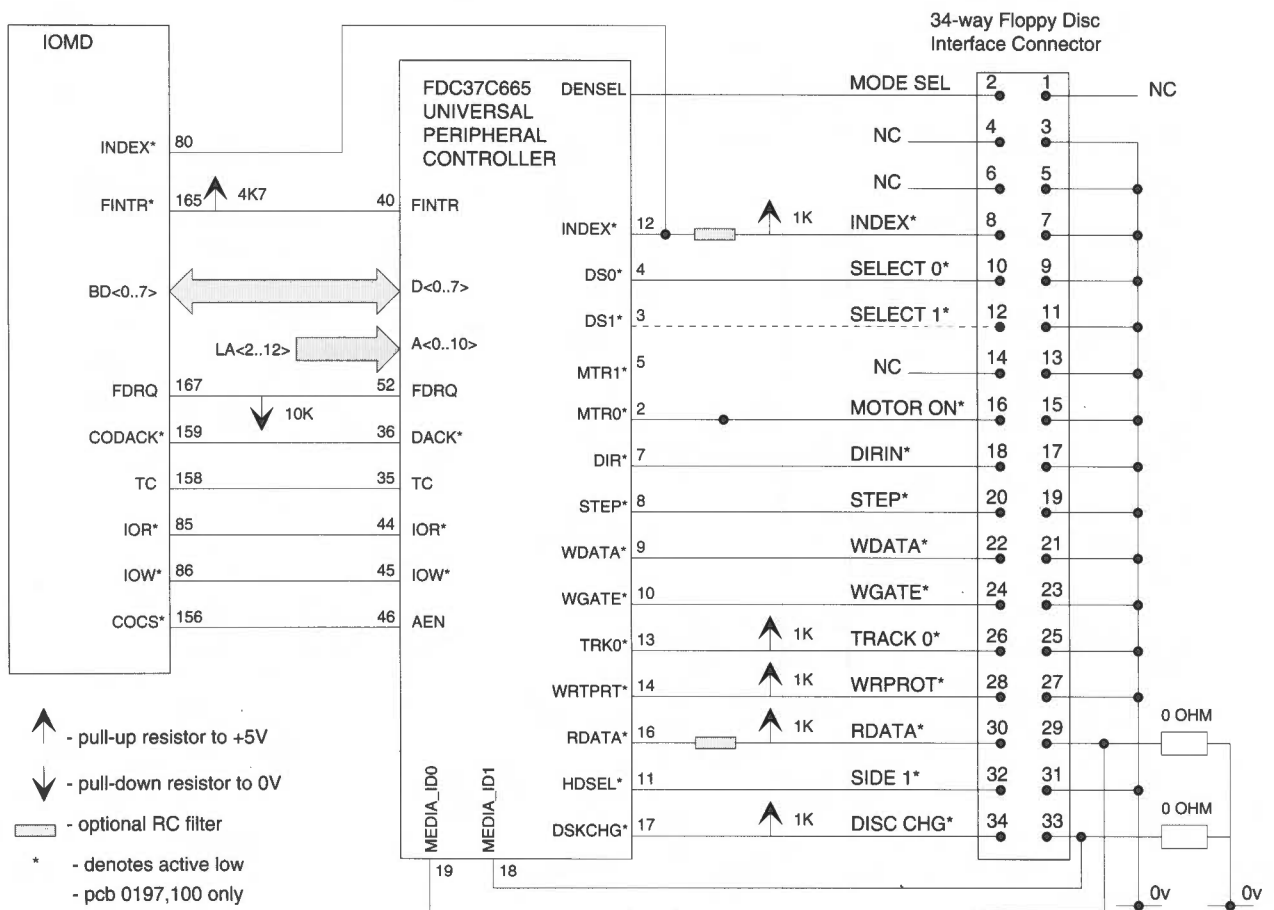 34-way Floppy Disc
Interface Connector
IOMD
FDC37C665
UNIVERSAL
PERIPHERAL
CONTROLLER
DENSEL
MODE SEL
2
1
NC
NC
4
3
INDEX*
80
NC
6
5
FINTR*
165
4K7
40
FINTR
INDEX*
12
1K
INDEX*
8
7
DS0*
4
SELECT 0*
10
9
BD<0..7>
D<0..7>
DS1*
3
SELECT 1*
12
11
LA<2..12>
A<0..10>
MTR1*
5
NC
14
13
FDRQ
167
10K
52
FDRQ
MTR0*
2
MOTOR ON*
16
15
CODACK*
159
36
DACK*
DIR*
7
DIRIN*
18
17
TC
158
35
TC
STEP*
8
STEP*
20
19
IOR*
85
44
IOR*
WDATA*
9
WDATA*
22
21
IOW*
86
45
IOW*
WGATE*
10
WGATE*
24
23
COCS*
156
46
AEN
TRK0*
13
1K
TRACK 0*
26
25
WRTPRT*
14
1K
WRPROT*
28
27
RDATA*
16
1K
RDATA*
30
29
0 OHM
HDSEL*
11
SIDE 1*
32
31
DSKCHG*
17
1K
DISC CHG*
34
33
0 OHM
MEDIA_ID0
MEDIA_ID1
19
18
0v
0v
- pull-up resistor to +5V
- pull-down resistor to 0V
- optional RC filter
* - denotes active low
- pcb 0197,100 only